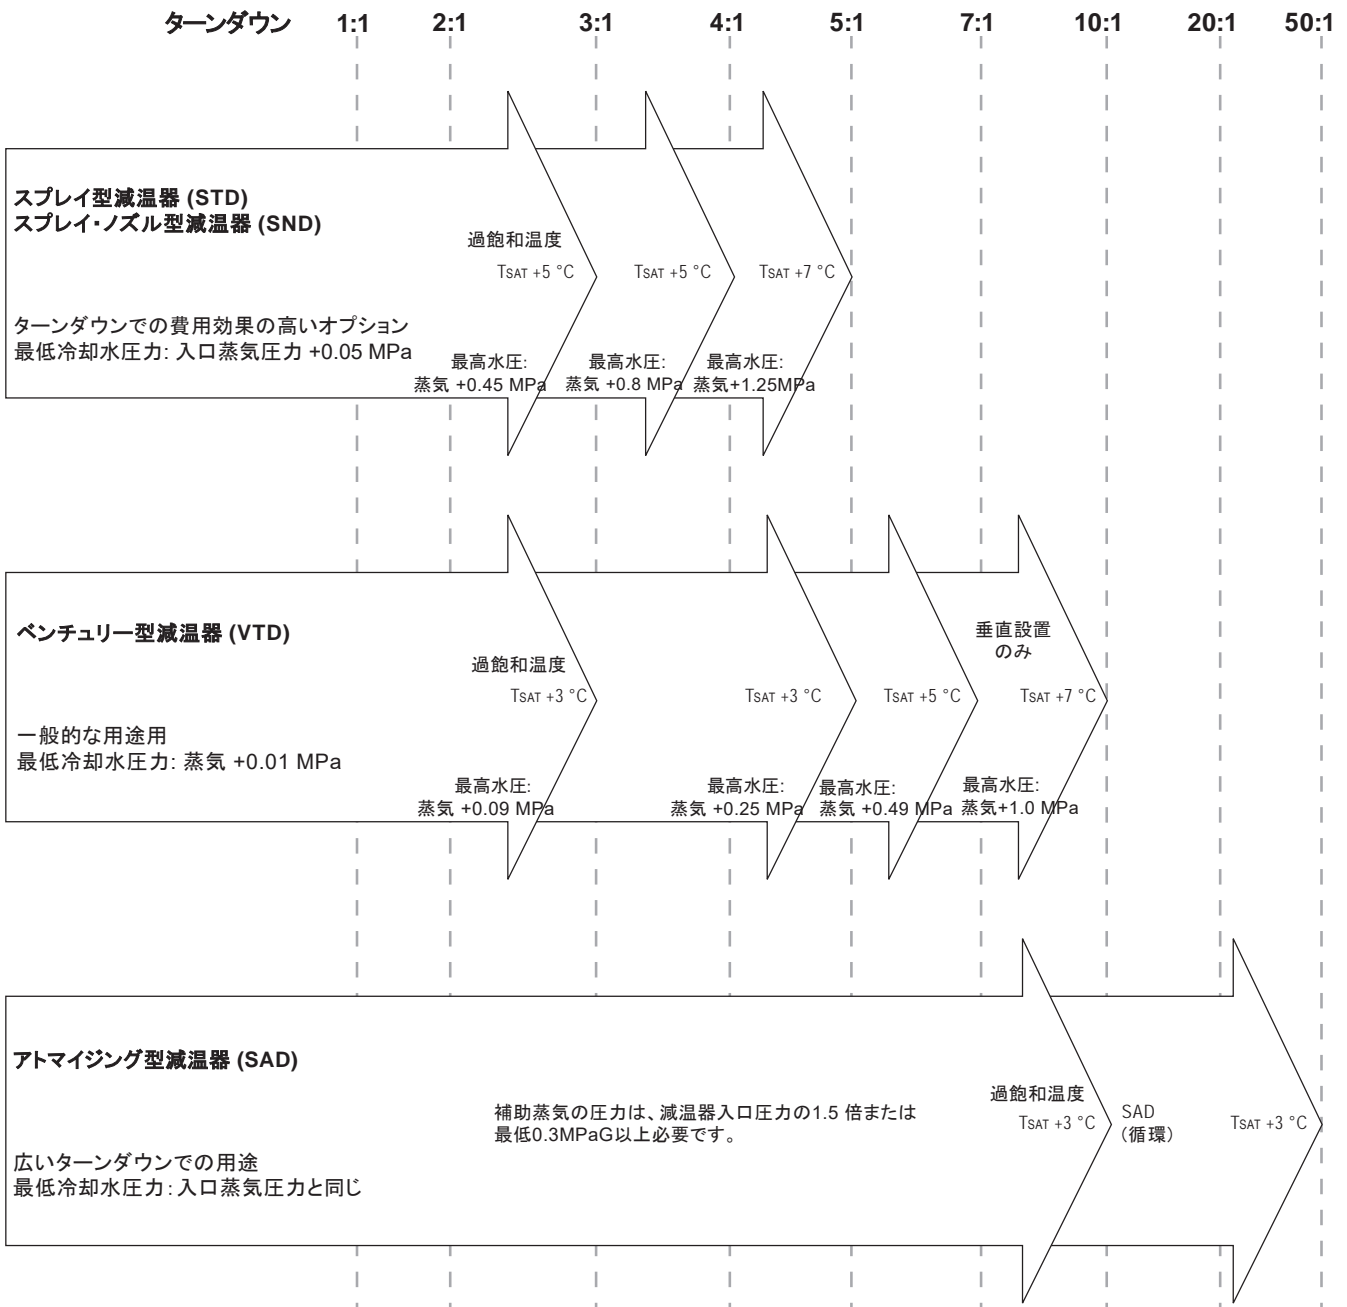 ターンダウン 1:1 2:1 3:1 4:1 5:1 7:1 10:1 20:1 50:1
スプレイ型減温器 (STD)
スプレイ・ノズル型減温器 (SND)
過飽和温度
TSAT +5 °C TSAT +5 °C TSAT +7 °C
ターンダウンでの費用効果の高いオプション
最低冷却水圧力: 入口蒸気圧力 +0.05 MPa
最高水圧: 最高水圧: 最高水圧:
蒸気 +0.45 MPa 蒸気 +0.8 MPa 蒸気+1.25MPa
ベンチュリー型減温器 (VTD)
垂直設置
のみ
過飽和温度
TSAT +3 °C TSAT +3 °C TSAT +5 °C TSAT +7 °C
一般的な用途用
最低冷却水圧力: 蒸気 +0.01 MPa
最高水圧: 最高水圧: 最高水圧: 最高水圧:
蒸気 +0.09 MPa 蒸気 +0.25 MPa 蒸気 +0.49 MPa 蒸気+1.0 MPa
アトマイジング型減温器 (SAD)
補助蒸気の圧力は、減温器入口圧力の1.5 倍または
最低0.3MPaG以上必要です。
過飽和温度
TSAT +3 °C
SAD
(循環)
TSAT +3 °C
広いターンダウンでの用途
最低冷却水圧力：入口蒸気圧力と同じ